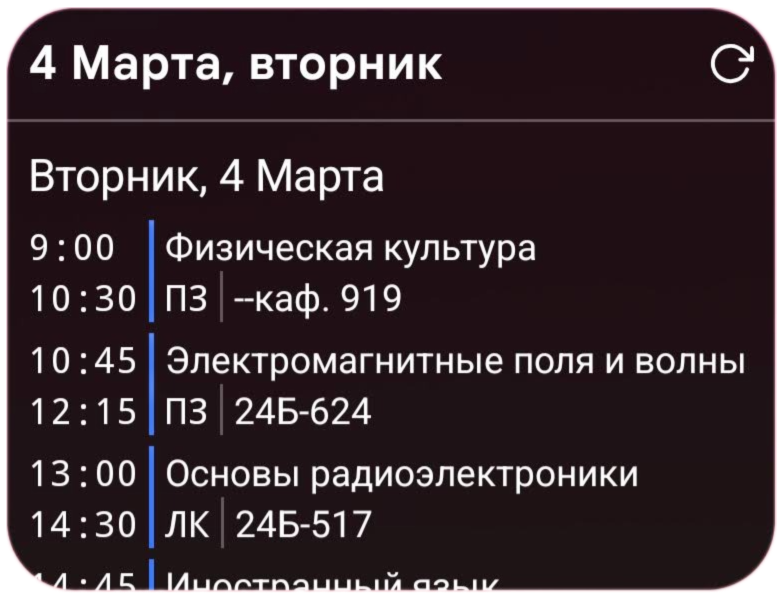 4 Марта, вторник
Вторник, 4 Марта
9:00 Физическая культура
10:30 ПЗ --каф. 919
10:45 Электромагнитные поля и волны
12:15 ПЗ 24Б-624
13:00 Основы радиоэлектроники
14:30 ЛК 24Б-517
14:45 Иностранный язык